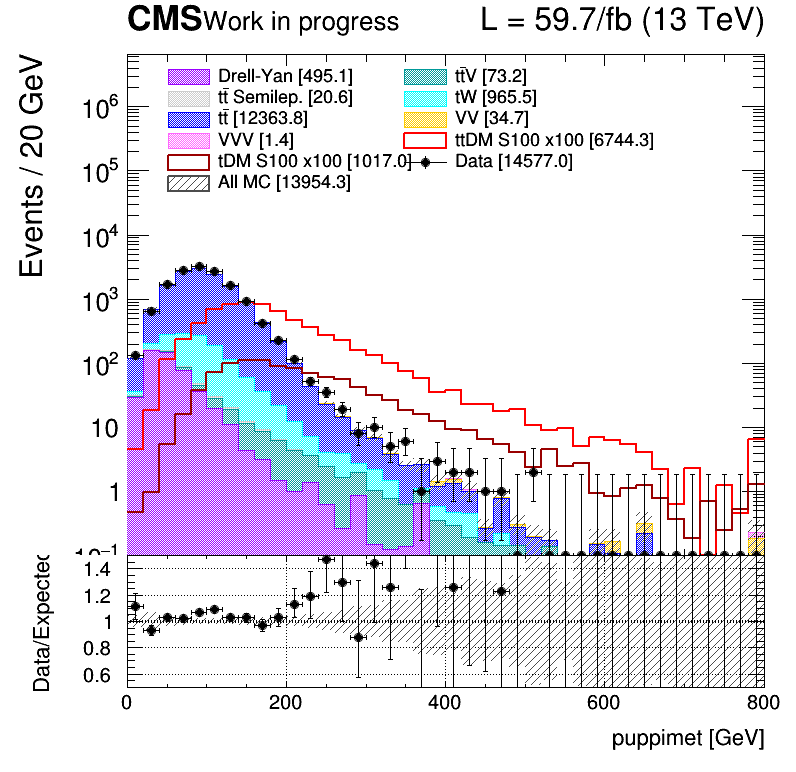 CMS Work in progress L = 59.7/fb (13 TeV)
Events / 20 GeV
Drell-Yan [495.1] tt̄V [73.2]
tt̄ Semilep. [20.6] tW [965.5]
tt̄ [12363.8] VV [34.7]
VVV [1.4] ttDM S100 x100 [6744.3]
tDM S100 x100 [1017.0] Data [14577.0]
All MC [13954.3]
10⁶
10⁵
10⁴
10³
10²
10
1
10⁻¹
Data/Expected
1.4
1.2
1
0.8
0.6
0 200 400 600 800
puppimet [GeV]